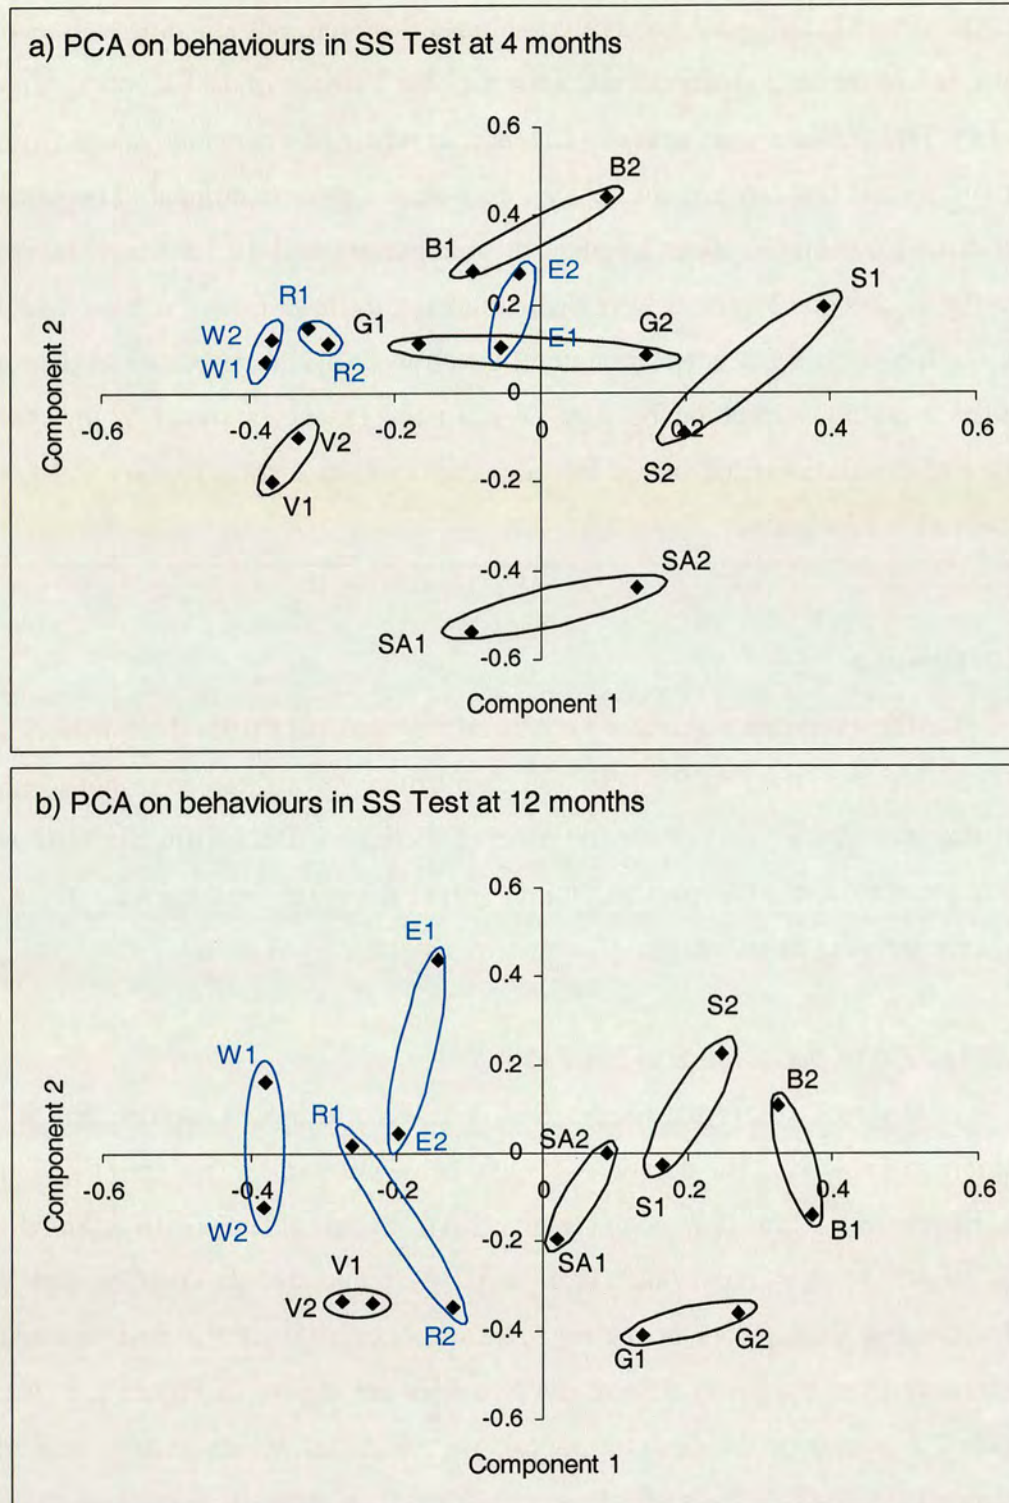 a) PCA on behaviours in SS Test at 4 months
0.6
B2
0.4
B1
E2
S1
R1
0.2
W2
G1
E1
G2
W1
R2
0
-0.6
-0.4
-0.2
0
0.2
0.4
0.6
Component 2
V2
S2
-0.2
V1
-0.4
SA2
SA1
-0.6
Component 1
b) PCA on behaviours in SS Test at 12 months
0.6
E1
0.4
S2
0.2
W1
B2
R1
E2
SA2
0
-0.6
-0.4
-0.2
0
0.2
0.4
0.6
Component 2
S1
B1
W2
-0.2
SA1
V1
V2
R2
-0.4
G1
G2
-0.6
Component 1